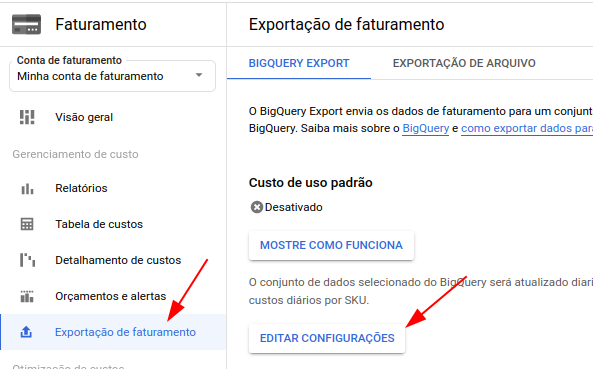 Faturamento
Conta de faturamento
Minha conta de faturamento
Visão geral
Gerenciamento de custo
Relatórios
Tabela de custos
Detalhamento de custos
Orçamentos e alertas
Exportação de faturamento
Otimização de custos
Exportação de faturamento
BIGQUERY EXPORT
EXPORTAÇÃO DE ARQUIVO
O BigQuery Export envia os dados de faturamento para um conjunt
BigQuery. Saiba mais sobre o BigQuery e como exportar dados para
Custo de uso padrão
Desativado
MOSTRE COMO FUNCIONA
O conjunto de dados selecionado do BigQuery será atualizado diari
custos diários por SKU.
EDITAR CONFIGURAÇÕES